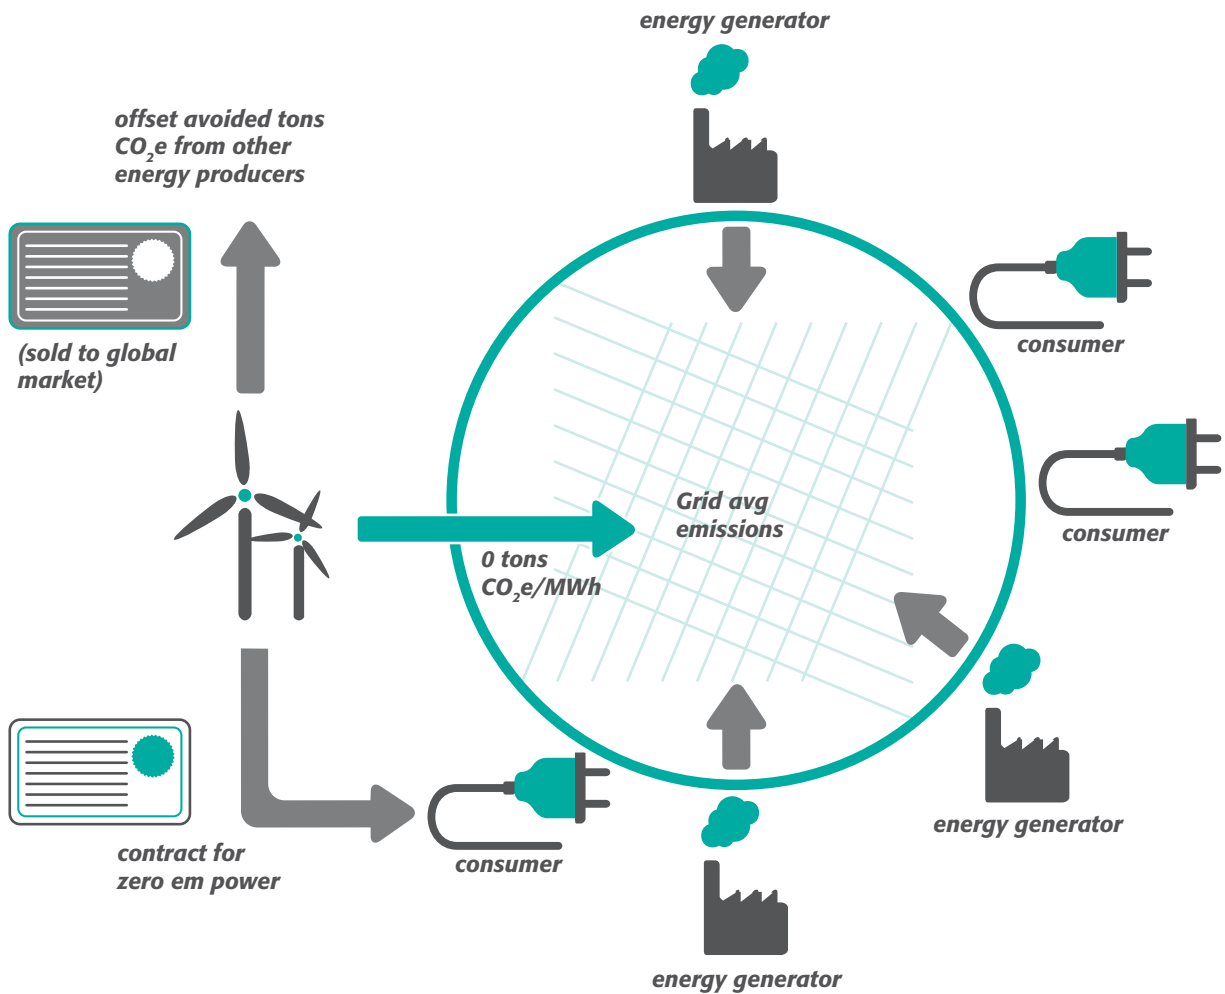 energy generator
offset avoided tons
CO₂e from other
energy producers
(sold to global
market)
consumer
consumer
Grid avg
emissions
0 tons
CO₂e/MWh
energy generator
contract for
zero em power
consumer
energy generator